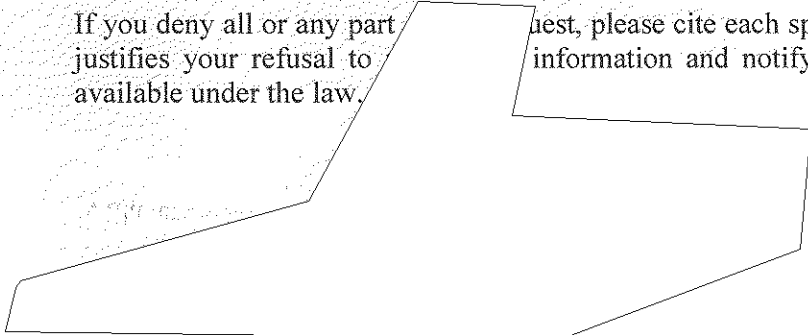 If you deny all or any part uest, please cite each sp
justifies your refusal to information and notify
available under the law.